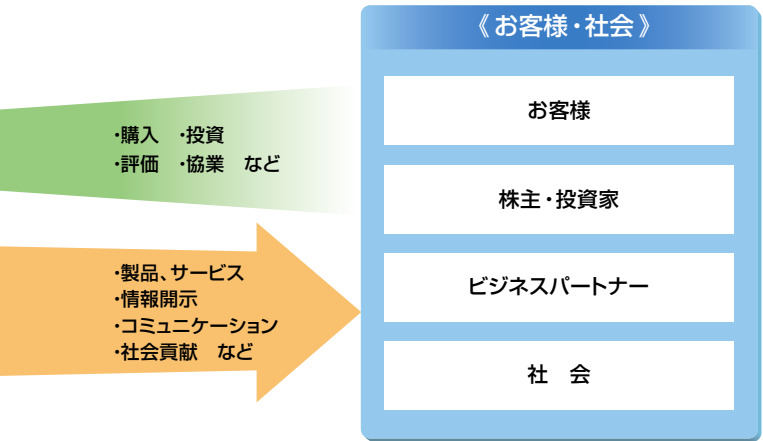 《お客様・社会》
お客様
株主・投資家
ビジネスパートナー
社　会
・購入　・投資
・評価　・協業　など
・製品、サービス
・情報開示
・コミュニケーション
・社会貢献　など